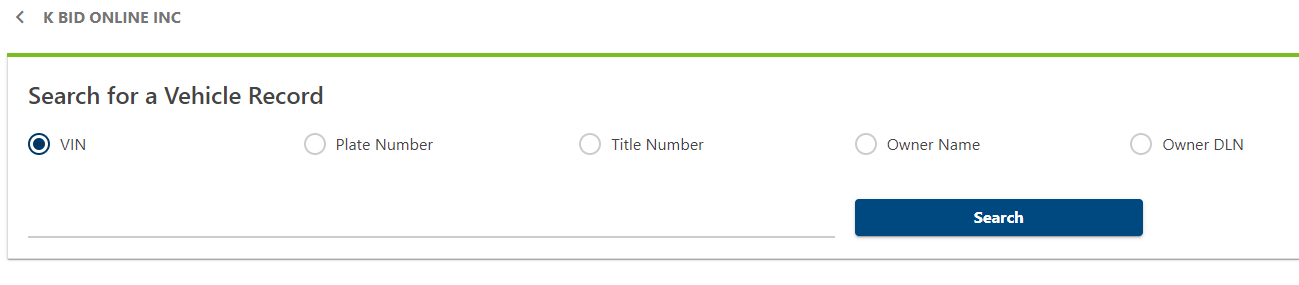 K BID ONLINE INC
Search for a Vehicle Record
VIN Plate Number Title Number Owner Name Owner DLN
Search